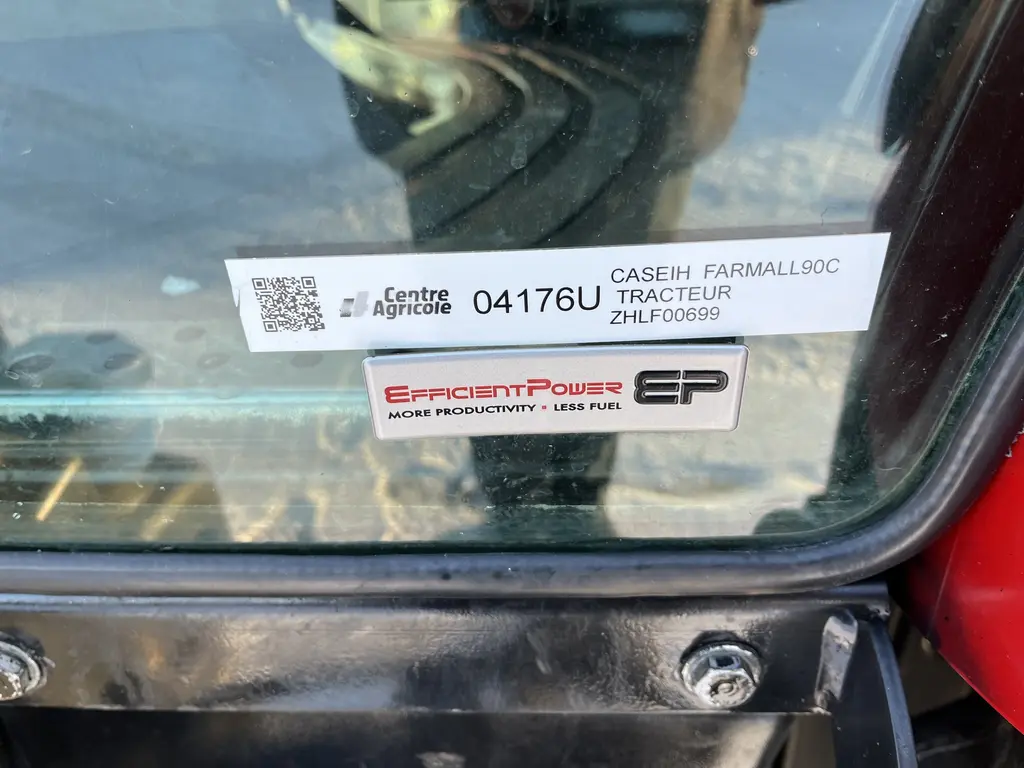 Centre
Agricole
04176U
CASEIH FARMALL90C
TRACTEUR
ZHLF00699
EFFICIENTPOWER
MORE PRODUCTIVITY • LESS FUEL
EP